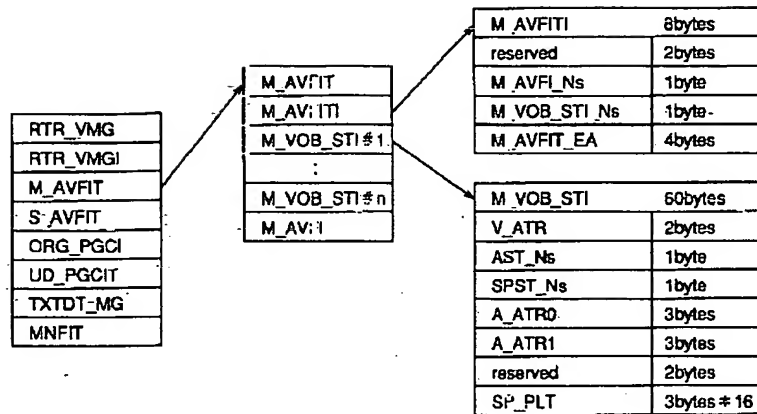 RTR_VMG
RTR_VMGI
M_AVFIT
S_AVFIT
ORG_PGCI
UD_PGCIT
TXTDT_MG
MNFIT
M_AVFIT
M_AVFITI
M_VOB_STI#1
:
M_VOB_STI#n
M_AVFI
M_AVFITI 8bytes
reserved 2bytes
M_AVFI_Ns 1byte
M_VOB_STI_Ns 1byte
M_AVFIT_EA 4bytes
M_VOB_STI 60bytes
V_ATR 2bytes
AST_Ns 1byte
SPST_Ns 1byte
A_ATR0 3bytes
A_ATR1 3bytes
reserved 2bytes
SP_PLT 3bytes*16